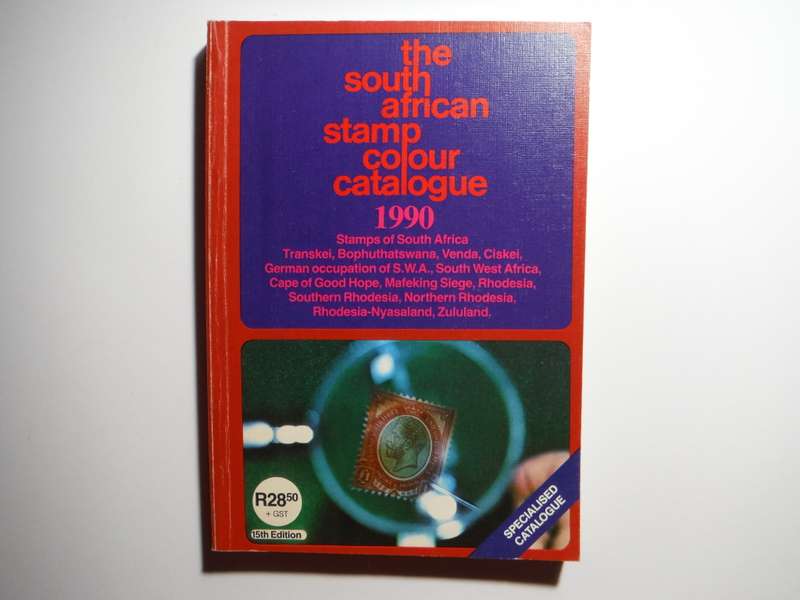 the
south
african
stamp
colour
catalogue
1990
Stamps of South Africa
Transkei, Bophuthatswana, Venda, Ciskei,
German occupation of S.W.A., South West Africa,
Cape of Good Hope, Mafeking Siege, Rhodesia,
Southern Rhodesia, Northern Rhodesia,
Rhodesia-Nyasaland, Zululand.
R28⁵⁰
+ GST
15th Edition
SPECIALISED
CATALOGUE